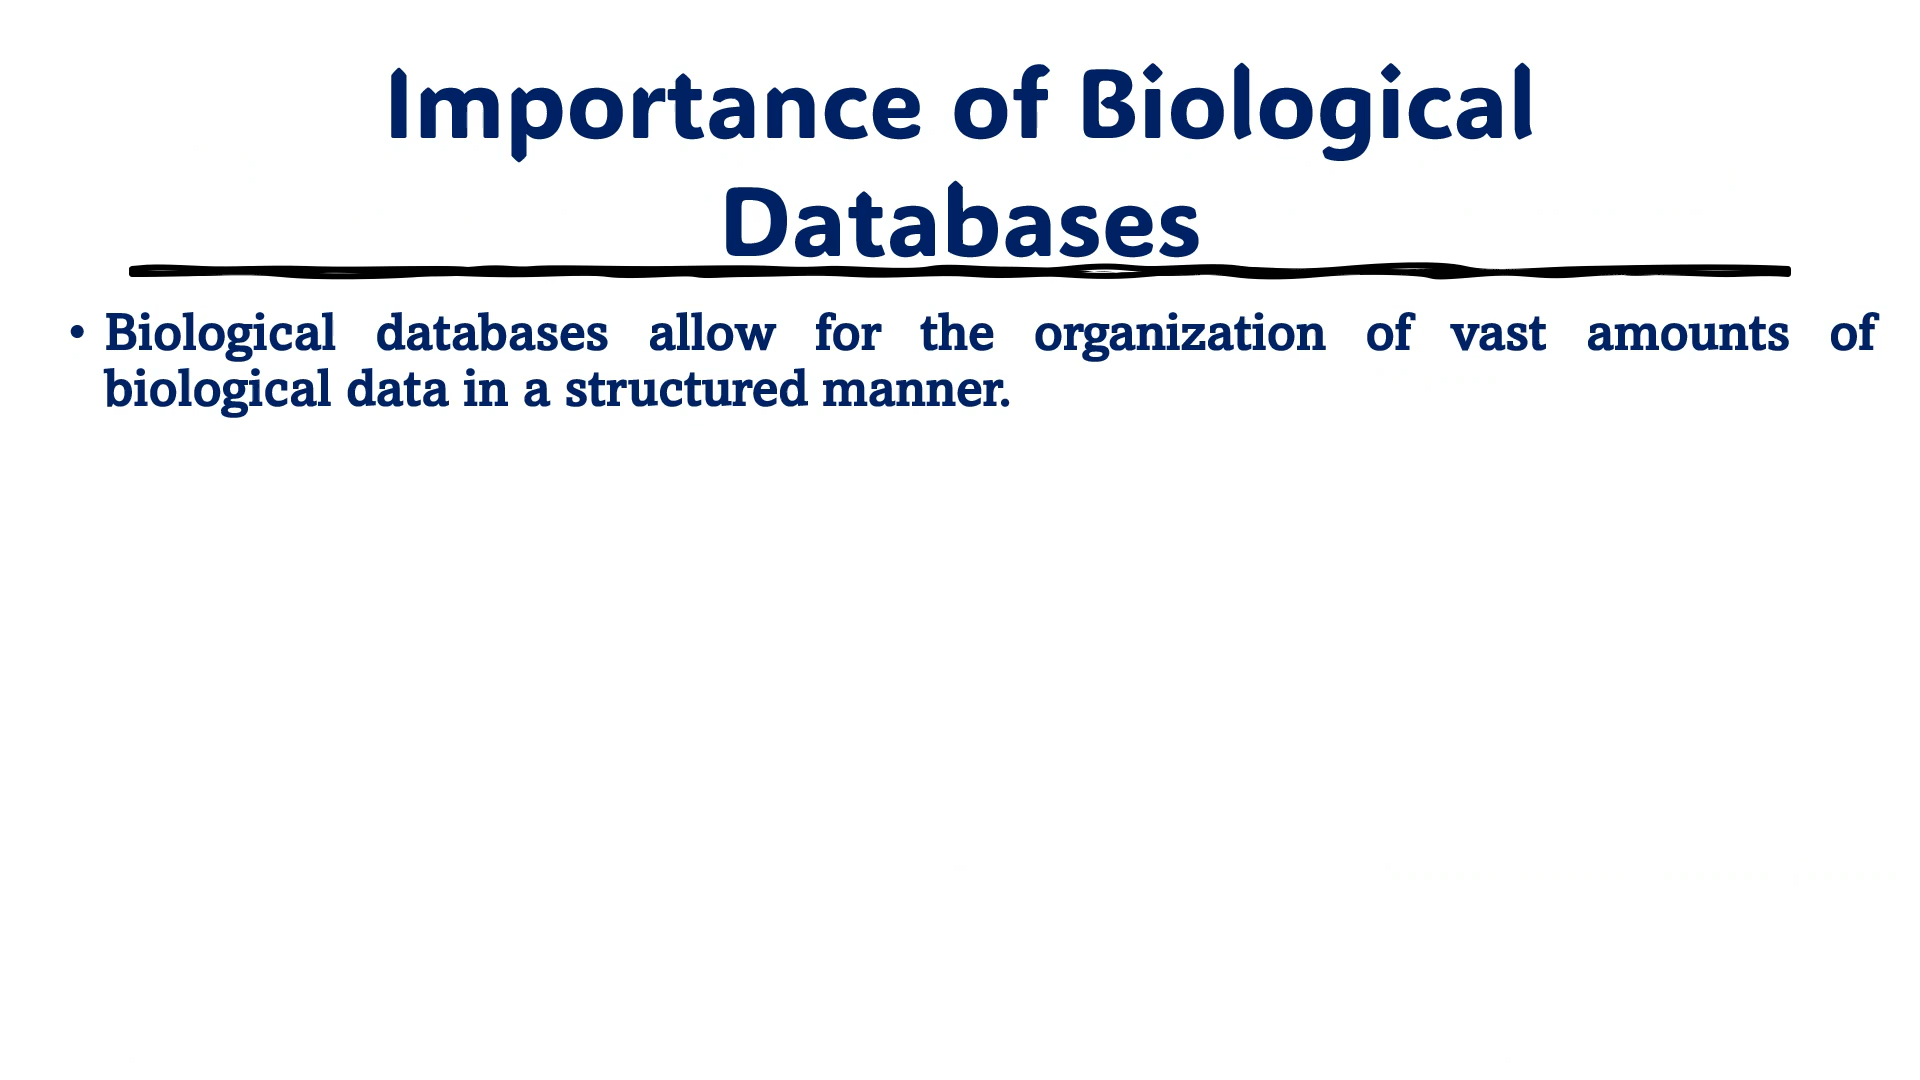 Importance of Biological
Databases
• Biological databases allow for the organization of vast amounts of
biological data in a structured manner.